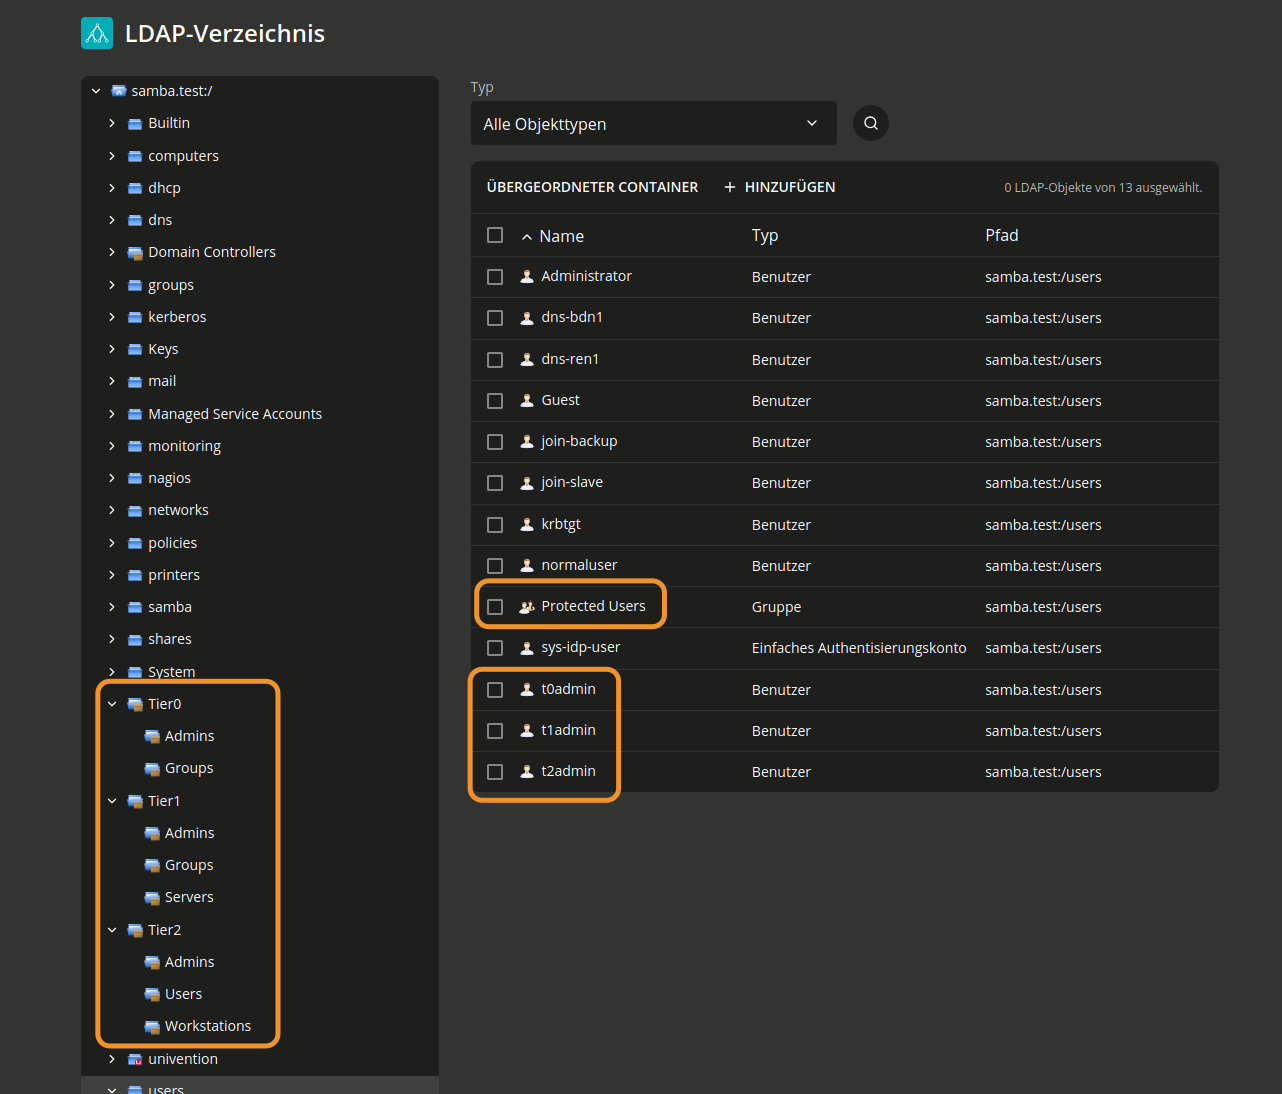 LDAP-Verzeichnis
samba.test:/
Builtin
computers
dhcp
dns
Domain Controllers
groups
kerberos
Keys
mail
Managed Service Accounts
monitoring
nagios
networks
policies
printers
samba
shares
System
Tier0
Admins
Groups
Tier1
Admins
Groups
Servers
Tier2
Admins
Users
Workstations
univention
users
Typ
Alle Objekttypen
ÜBERGEORDNETER CONTAINER + HINZUFÜGEN 0 LDAP-Objekte von 13 ausgewählt.
Name Typ Pfad
Administrator Benutzer samba.test:/users
dns-bdn1 Benutzer samba.test:/users
dns-ren1 Benutzer samba.test:/users
Guest Benutzer samba.test:/users
join-backup Benutzer samba.test:/users
join-slave Benutzer samba.test:/users
krbtgt Benutzer samba.test:/users
normaluser Benutzer samba.test:/users
Protected Users Gruppe samba.test:/users
sys-idp-user Einfaches Authentisierungskonto samba.test:/users
t0admin Benutzer samba.test:/users
t1admin Benutzer samba.test:/users
t2admin Benutzer samba.test:/users